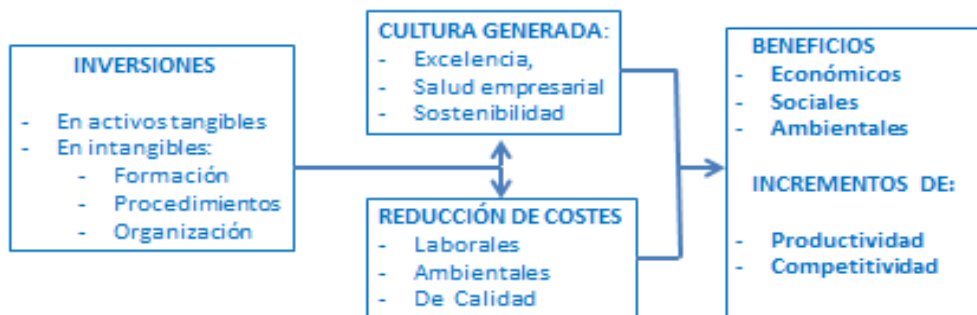 INVERSIONES
- En activos tangibles
- En intangibles:
- Formación
- Procedimientos
- Organización
CULTURA GENERADA:
- Excelencia,
- Salud empresarial
- Sostenibilidad
REDUCCIÓN DE COSTES
- Laborales
- Ambientales
- De Calidad
BENEFICIOS
- Económicos
- Sociales
- Ambientales
INCREMENTOS DE:
- Productividad
- Competitividad